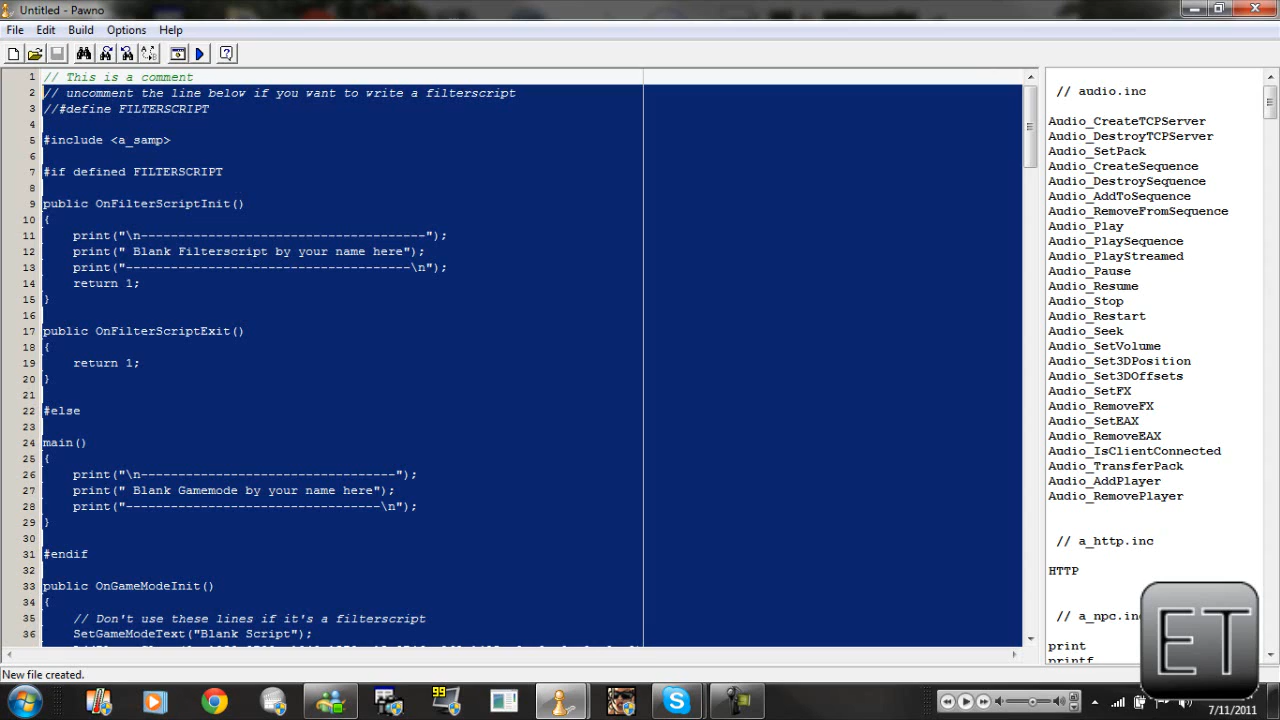 Untitled - Pawno
File Edit Build Options Help
1 // This is a comment
2 // uncomment the line below if you want to write a filterscript
3 //#define FILTERSCRIPT
4
5 #include <a_samp>
6
7 #if defined FILTERSCRIPT
8
9 public OnFilterScriptInit()
10 {
11 print("\n--------------------------------------");
12 print(" Blank Filterscript by your name here");
13 print("--------------------------------------\n");
14 return 1;
15 }
16
17 public OnFilterScriptExit()
18 {
19 return 1;
20 }
21
22 #else
23
24 main()
25 {
26 print("\n----------------------------------");
27 print(" Blank Gamemode by your name here");
28 print("----------------------------------\n");
29 }
30
31 #endif
32
33 public OnGameModeInit()
34 {
35 // Don't use these lines if it's a filterscript
36 SetGameModeText("Blank Script");
// audio.inc
Audio_CreateTCPServer
Audio_DestroyTCPServer
Audio_SetPack
Audio_CreateSequence
Audio_DestroySequence
Audio_AddToSequence
Audio_RemoveFromSequence
Audio_Play
Audio_PlaySequence
Audio_PlayStreamed
Audio_Pause
Audio_Resume
Audio_Stop
Audio_Restart
Audio_Seek
Audio_SetVolume
Audio_Set3DPosition
Audio_Set3DOffsets
Audio_SetFX
Audio_RemoveFX
Audio_SetEAX
Audio_RemoveEAX
Audio_IsClientConnected
Audio_TransferPack
Audio_AddPlayer
Audio_RemovePlayer
// a_http.inc
HTTP
// a_npc.in
print
printf
ET
New file created.
99
7/11/2011